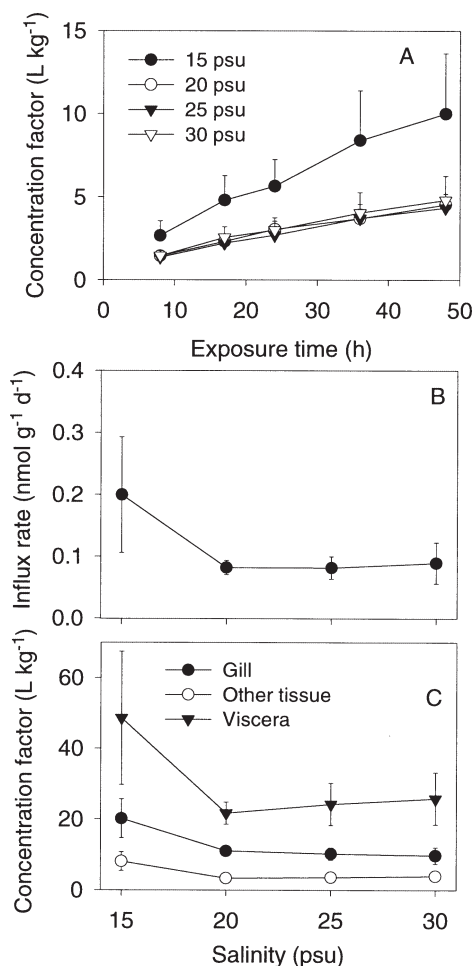 Concentration factor (L kg-1)
15
10
5
0
A
15 psu
20 psu
25 psu
30 psu
0 10 20 30 40 50
Exposure time (h)
Influx rate (nmol g-1 d-1)
0.4
0.3
0.2
0.1
0.0
B
Concentration factor (L kg-1)
60
40
20
0
C
Gill
Other tissue
Viscera
15 20 25 30
Salinity (psu)